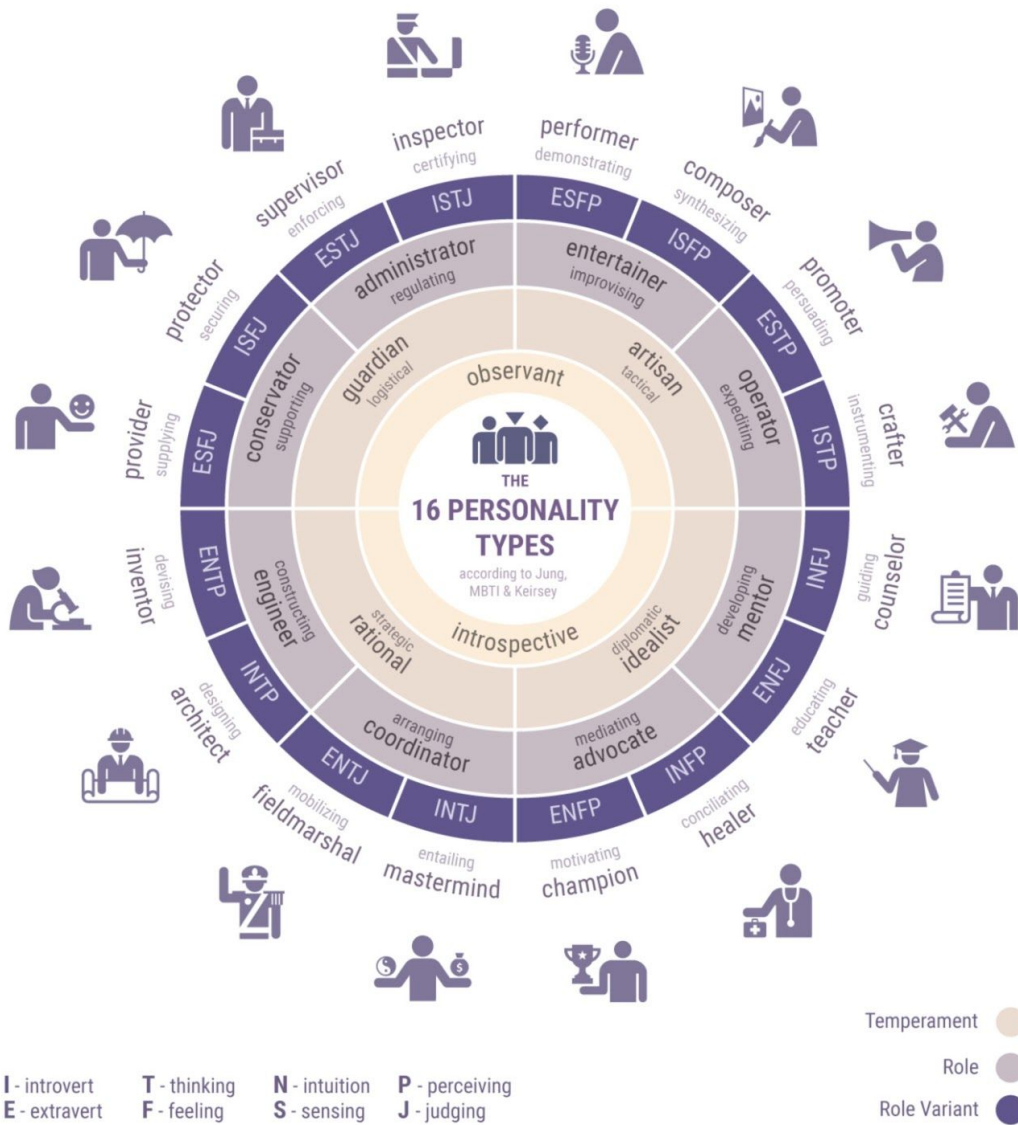 inspector
certifying
performer
demonstrating
supervisor
enforcing
composer
synthesizing
protector
securing
promoter
persuading
provider
supplying
crafter
instrumenting
ISTJ
ESFP
ESTJ
ISFP
ISFJ
ESTP
ESFJ
ISTP
administrator
regulating
entertainer
improvising
conservator
supporting
operator
expediting
guardian
logistical
artisan
tactical
observant
THE
16 PERSONALITY
TYPES
according to Jung,
MBTI & Keirsey
introspective
strategic
rational
diplomatic
idealist
constructing
engineer
developing
mentor
arranging
coordinator
mediating
advocate
ENTP
INFJ
INTP
ENFJ
ENTJ
INFP
INTJ
ENFP
devising
inventor
guiding
counselor
designing
architect
educating
teacher
mobilizing
fieldmarshal
conciliating
healer
entailing
mastermind
motivating
champion
Temperament
Role
Role Variant
I - introvert T - thinking N - intuition P - perceiving
E - extravert F - feeling S - sensing J - judging